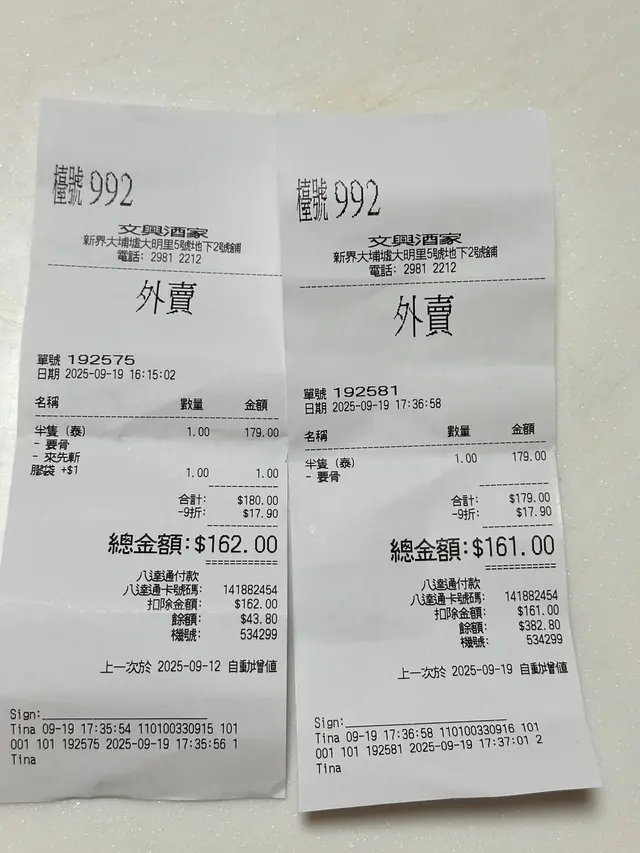 檯號 992
文興酒家
新界大埔墟大明里5號地下2號舖
電話: 2981 2212
外賣
單號 192575
日期 2025-09-19 16:15:02
名稱 數量 金額
半隻（泰） 1.00 179.00
- 要骨
- 來先斬
膠袋 +$1 1.00 1.00
合計: $180.00
-9折: $17.90
總金額:$162.00
八達通付款
八達通卡號碼: 141882454
扣除金額: $162.00
餘額: $43.80
機號: 534299
上一次於 2025-09-12 自動增值
Sign:
Tina 09-19 17:35:54 110100330915 101
001 101 192575 2025-09-19 17:35:56 1
Tina
檯號 992
文興酒家
新界大埔墟大明里5號地下2號舖
電話: 2981 2212
外賣
單號 192581
日期 2025-09-19 17:36:58
名稱 數量 金額
半隻（泰） 1.00 179.00
- 要骨
合計: $179.00
-9折: $17.90
總金額:$161.00
八達通付款
八達通卡號碼: 141882454
扣除金額: $161.00
餘額: $382.80
機號: 534299
上一次於 2025-09-19 自動增值
Sign:
Tina 09-19 17:36:58 110100330916 101
001 101 192581 2025-09-19 17:37:01 2
Tina